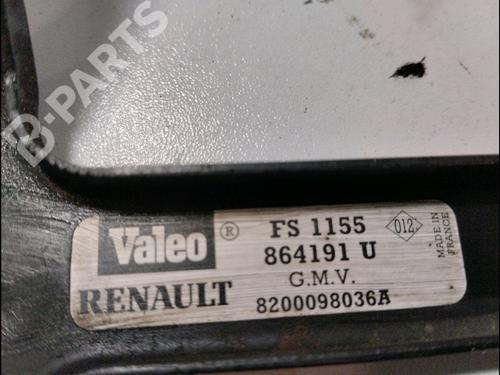 B-PARTS
Valeo ® FS 1155 012
864191 U
MADE IN FRANCE
G.M.V.
RENAULT 8200098036A